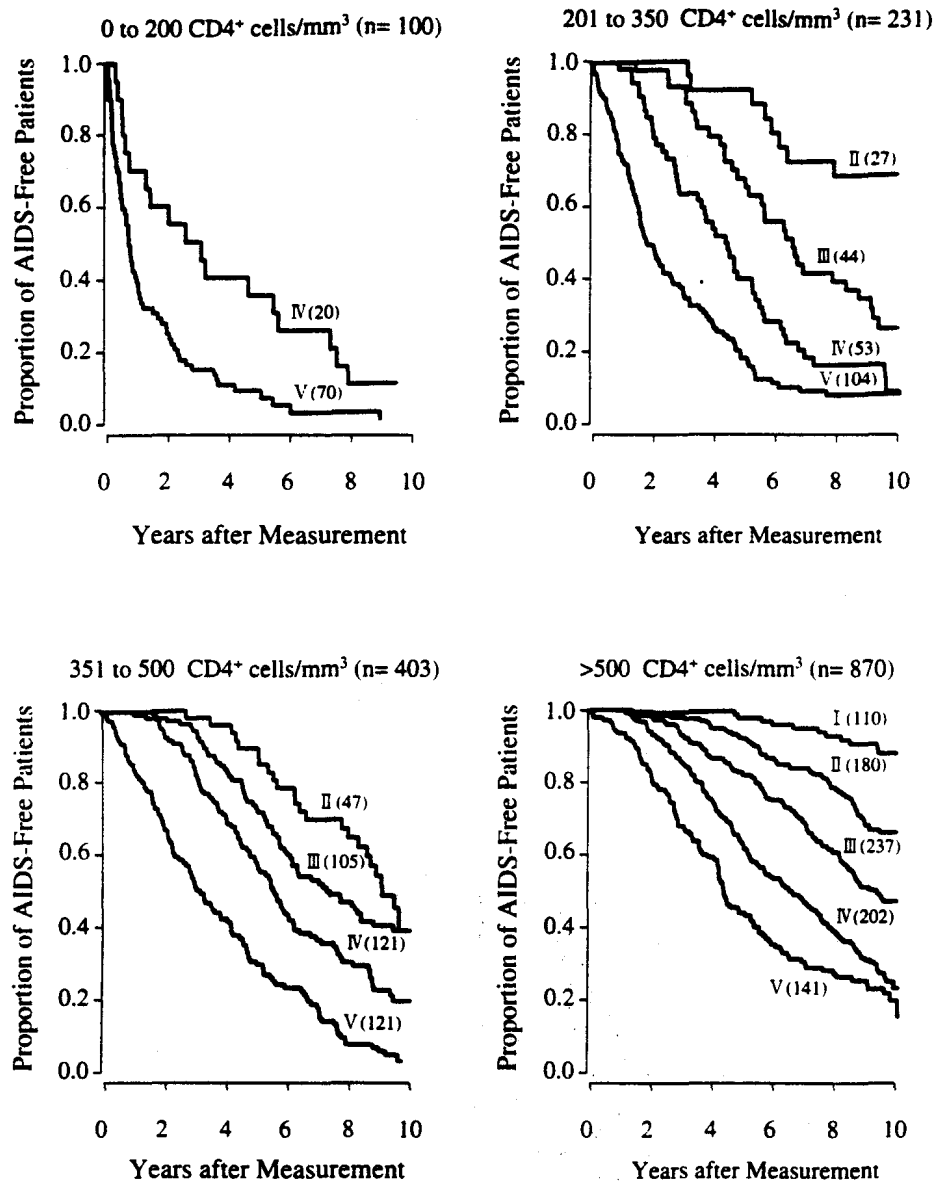 0 to 200 CD4⁺ cells/mm³ (n= 100)
Proportion of AIDS-Free Patients
1.0
0.8
0.6
0.4
0.2
0.0
IV (20)
V (70)
0 2 4 6 8 10
Years after Measurement
201 to 350 CD4⁺ cells/mm³ (n= 231)
Proportion of AIDS-Free Patients
1.0
0.8
0.6
0.4
0.2
0.0
II (27)
III (44)
IV (53)
V (104)
0 2 4 6 8 10
Years after Measurement
351 to 500 CD4⁺ cells/mm³ (n= 403)
Proportion of AIDS-Free Patients
1.0
0.8
0.6
0.4
0.2
0.0
II (47)
III (105)
IV (121)
V (121)
0 2 4 6 8 10
Years after Measurement
>500 CD4⁺ cells/mm³ (n= 870)
Proportion of AIDS-Free Patients
1.0
0.8
0.6
0.4
0.2
0.0
I (110)
II (180)
III (237)
IV (202)
V (141)
0 2 4 6 8 10
Years after Measurement